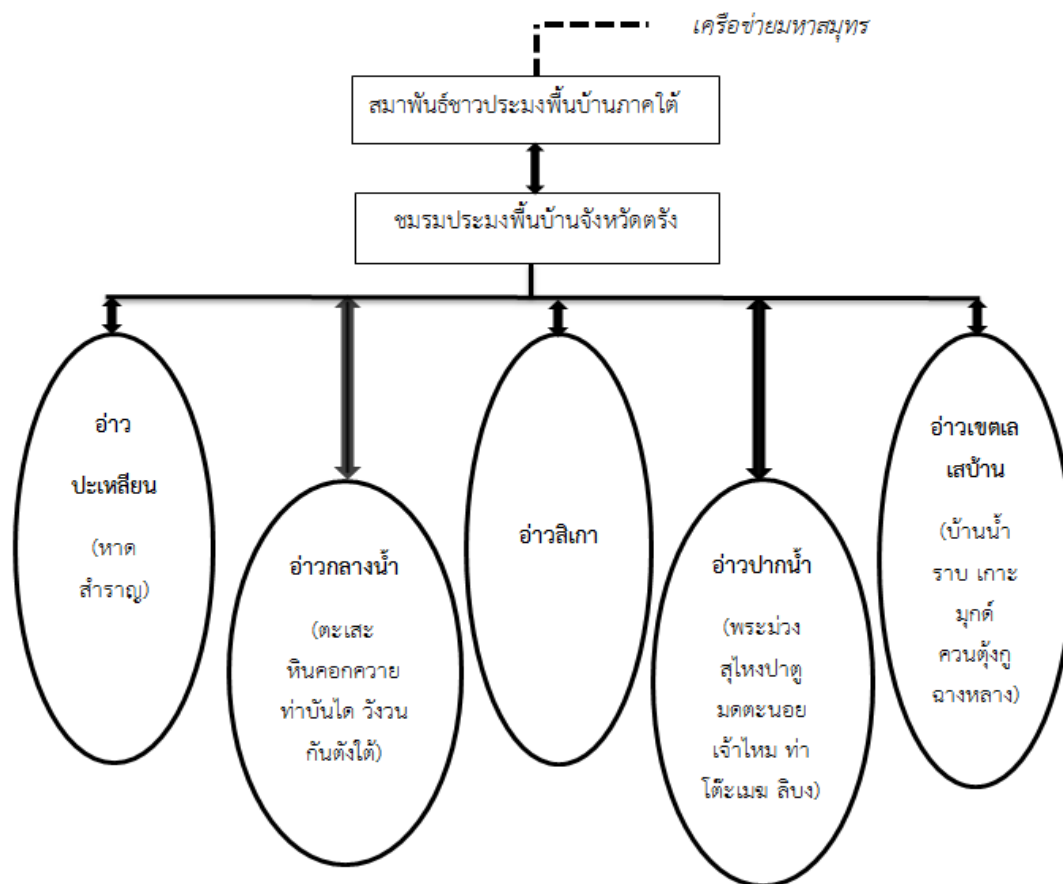 เครือข่ายมหาสมุทร
สมาพันธ์ชาวประมงพื้นบ้านภาคใต้
ชมรมประมงพื้นบ้านจังหวัดตรัง
อ่าว
ปะเหลียน
(หาด
สำราญ)
อ่าวกลางน้ำ
(ตะเสะ
หินคอกควาย
ท่าบันได วังวน
กันตังใต้)
อ่าวสิเกา
อ่าวปากน้ำ
(พระม่วง
สุไหงปาตู
มดตะนอย
เจ้าไหม ท่า
โต๊ะเมฆ ลิบง)
อ่าวเขตเล
เสบ้าน
(บ้านน้ำ
ราบ เกาะ
มุกด์
ควนตุ้งกู
ฉางหลาง)